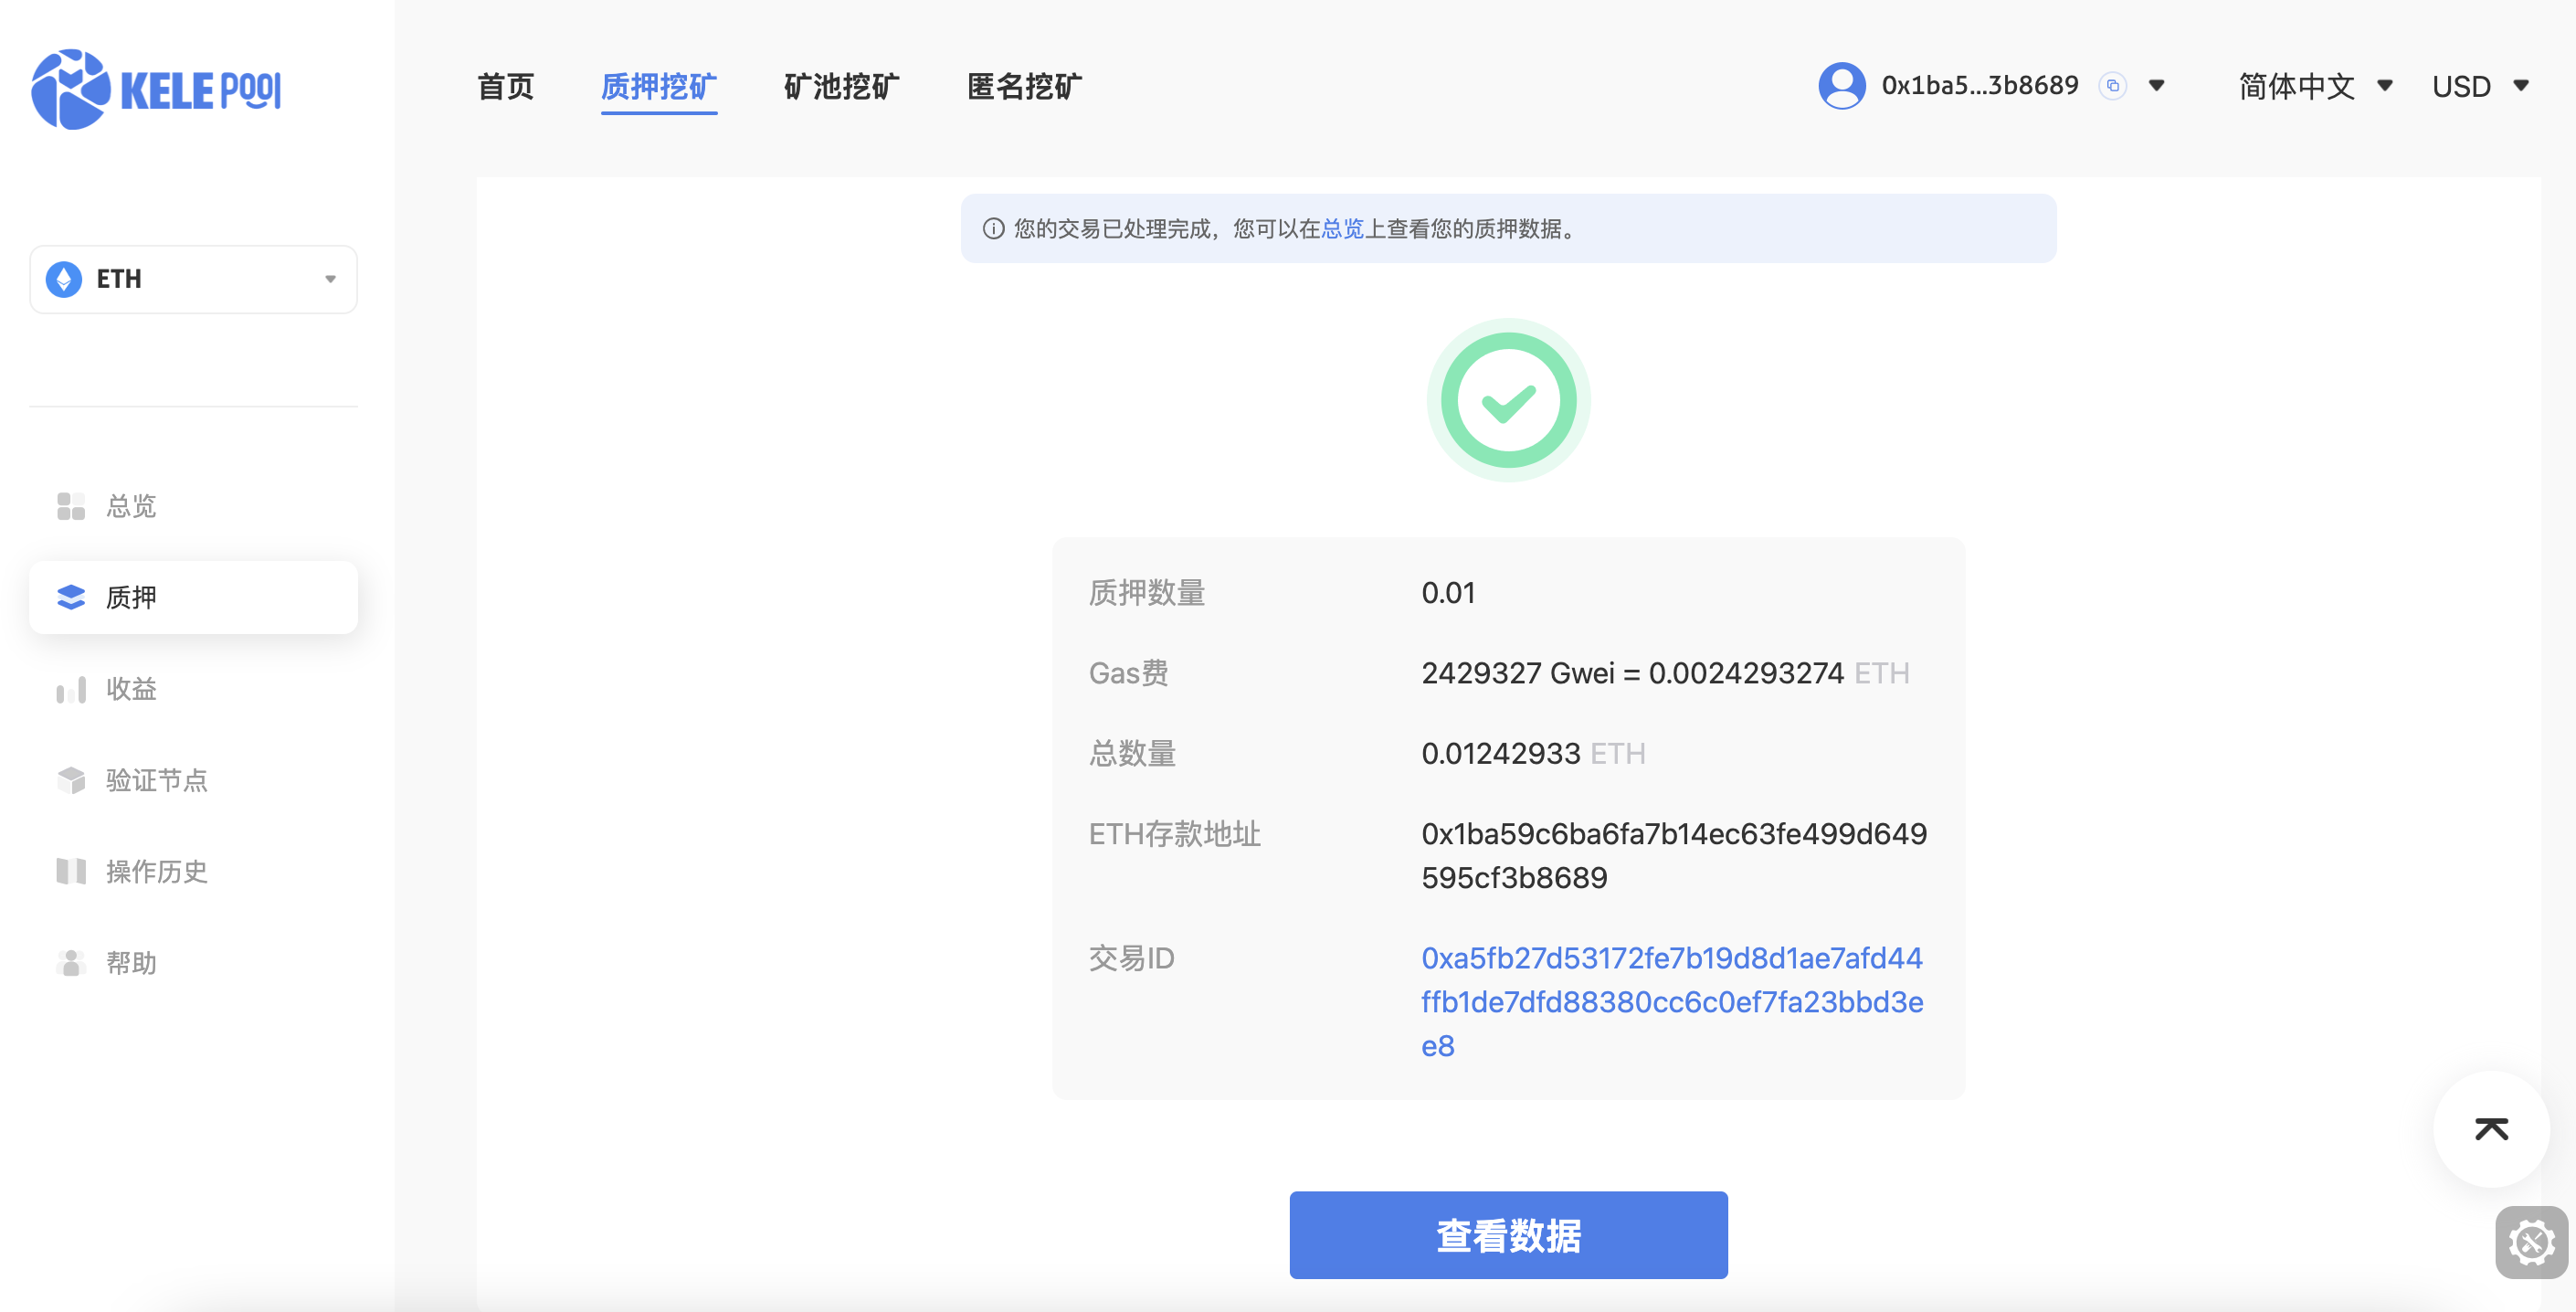 KELE POOL
首页 质押挖矿 矿池挖矿 匿名挖矿
0x1ba5...3b8689 简体中文 USD
ETH
总览
质押
收益
验证节点
操作历史
帮助
您的交易已处理完成，您可以在总览上查看您的质押数据。
质押数量 0.01
Gas费 2429327 Gwei = 0.0024293274 ETH
总数量 0.01242933 ETH
ETH存款地址 0x1ba59c6ba6fa7b14ec63fe499d649
595cf3b8689
交易ID 0xa5fb27d53172fe7b19d8d1ae7afd44
ffb1de7dfd88380cc6c0ef7fa23bbd3e
e8
查看数据